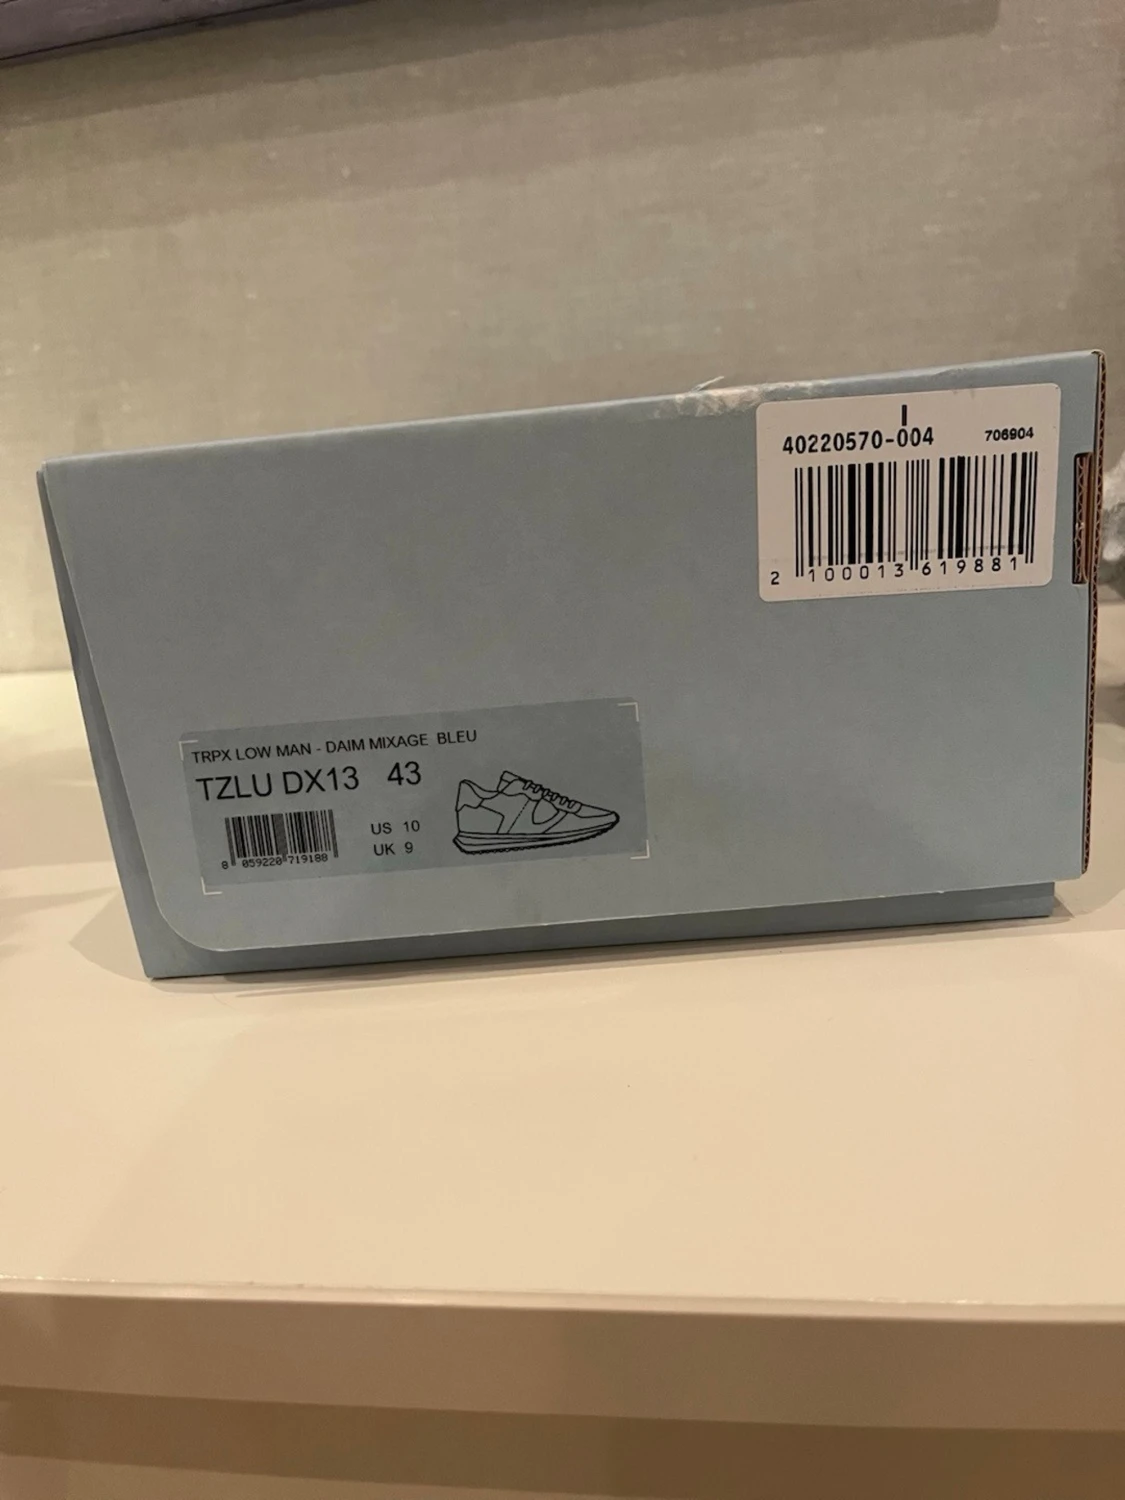 40220570-004 706904
2 100013 619881
TRPX LOW MAN - DAIM MIXAGE BLEU
TZLU DX13 43
US 10
UK 9
8 059220 719188